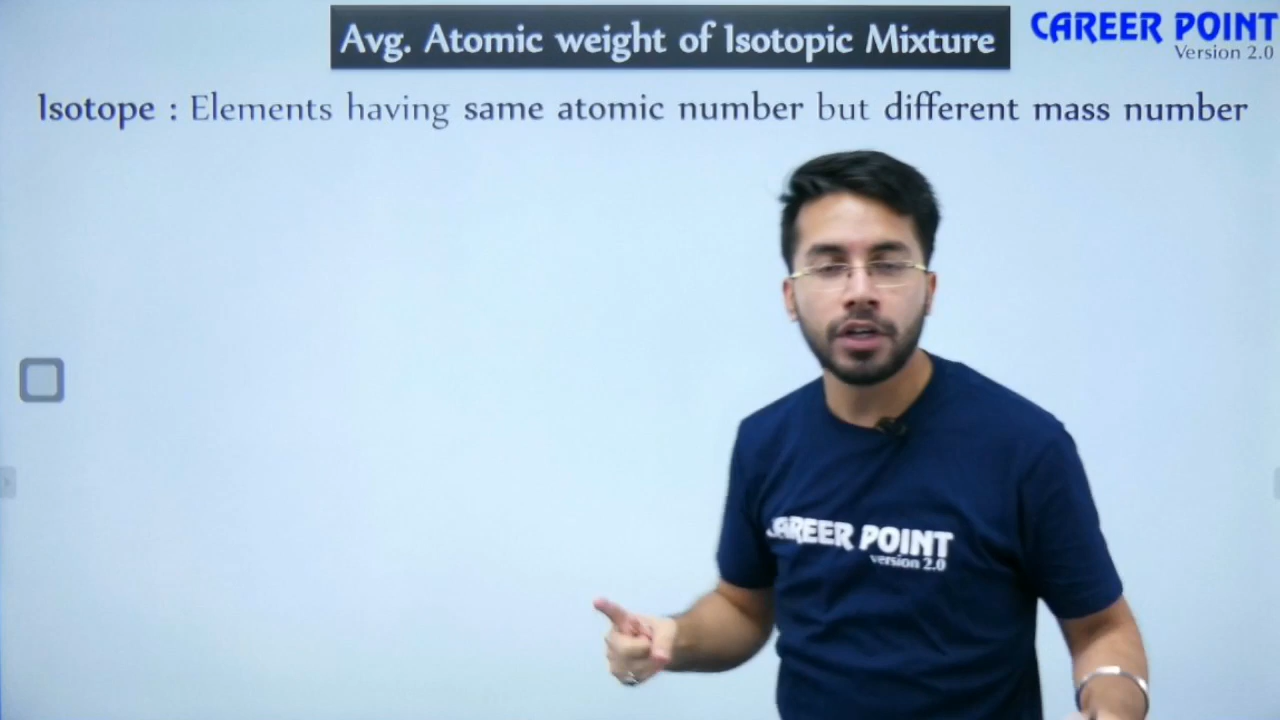 Avg. Atomic weight of Isotopic Mixture
CAREER POINT
Version 2.0
Isotope : Elements having same atomic number but different mass number
CAREER POINT
version 2.0